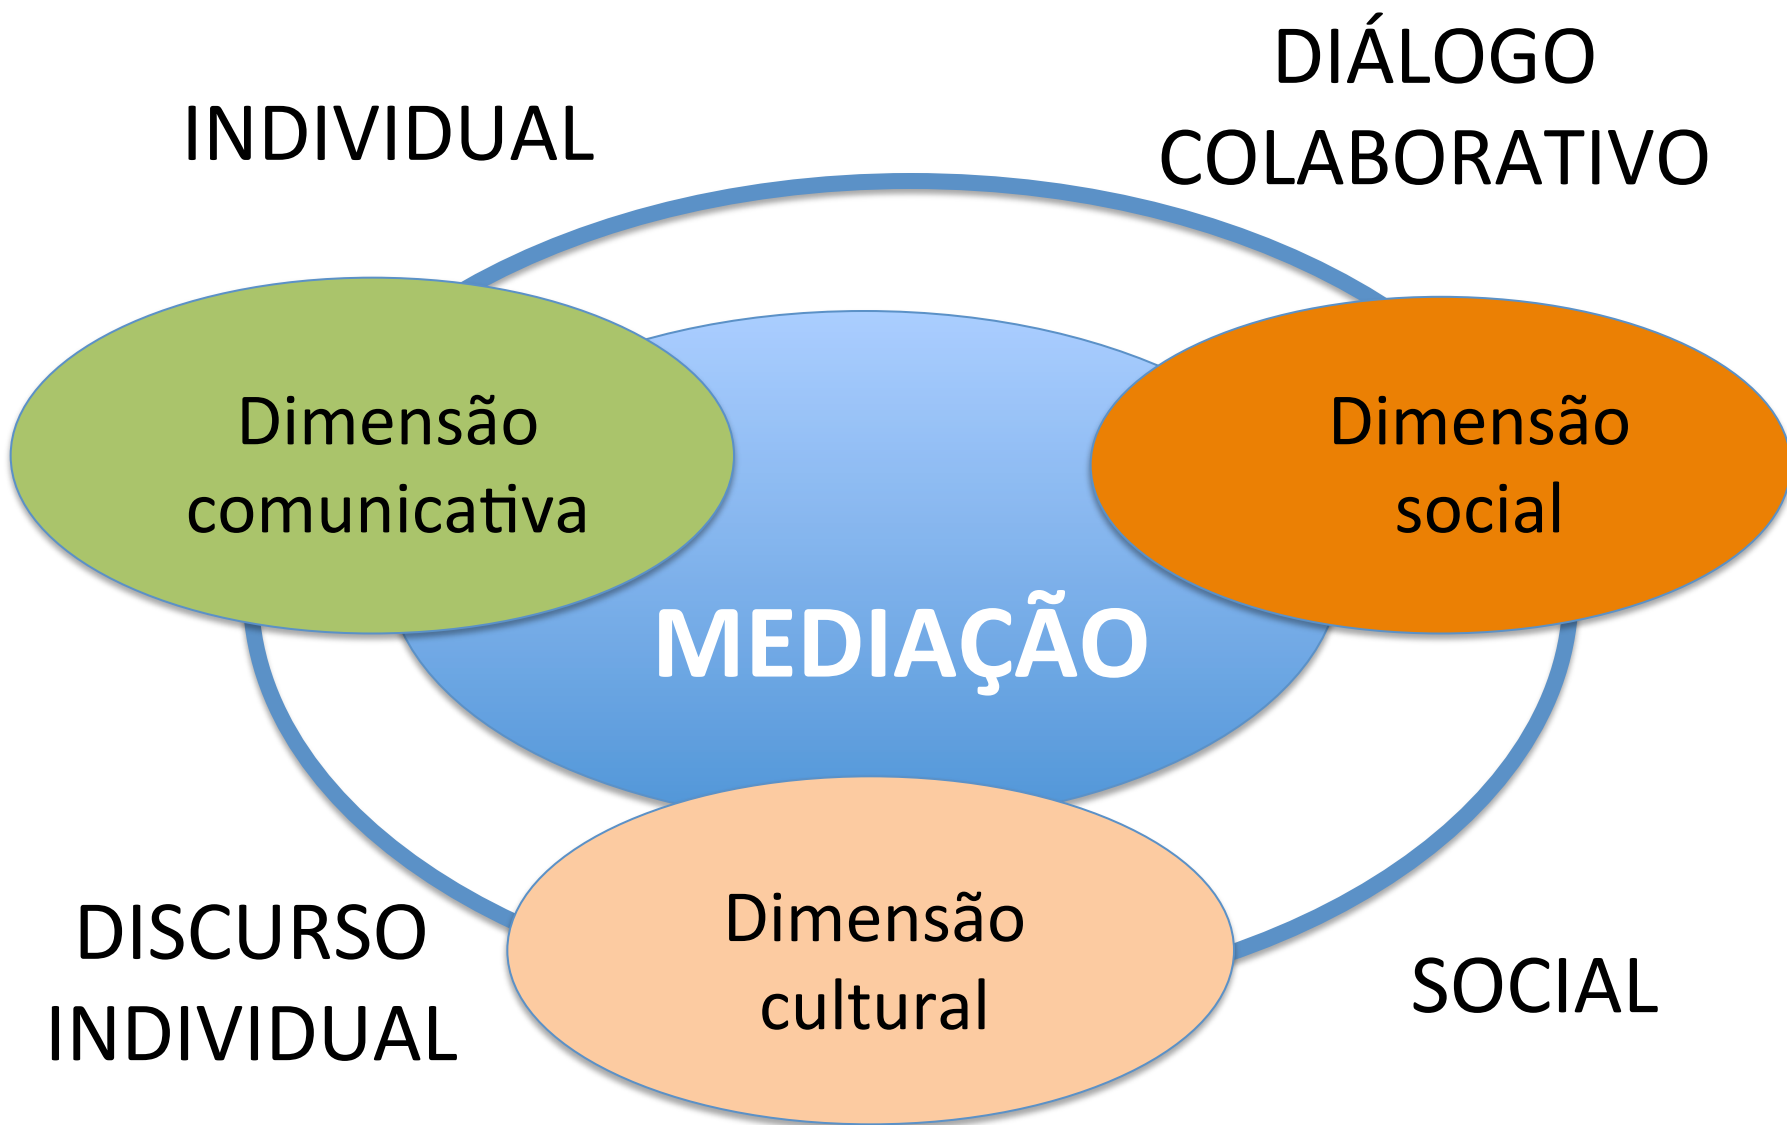 INDIVIDUAL
DIÁLOGO
COLABORATIVO
Dimensão
comunicativa
Dimensão
social
MEDIAÇÃO
DISCURSO
INDIVIDUAL
Dimensão
cultural
SOCIAL